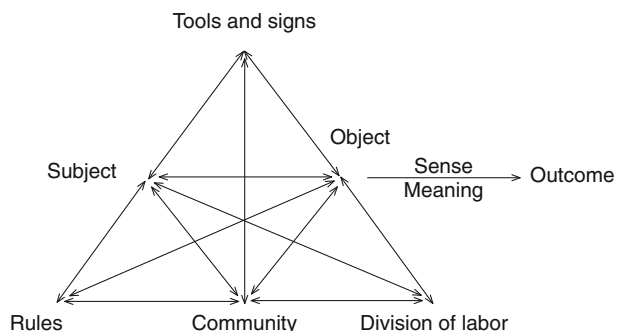 Tools and signs
Object
Subject
Sense
Meaning
Outcome
Rules
Community
Division of labor